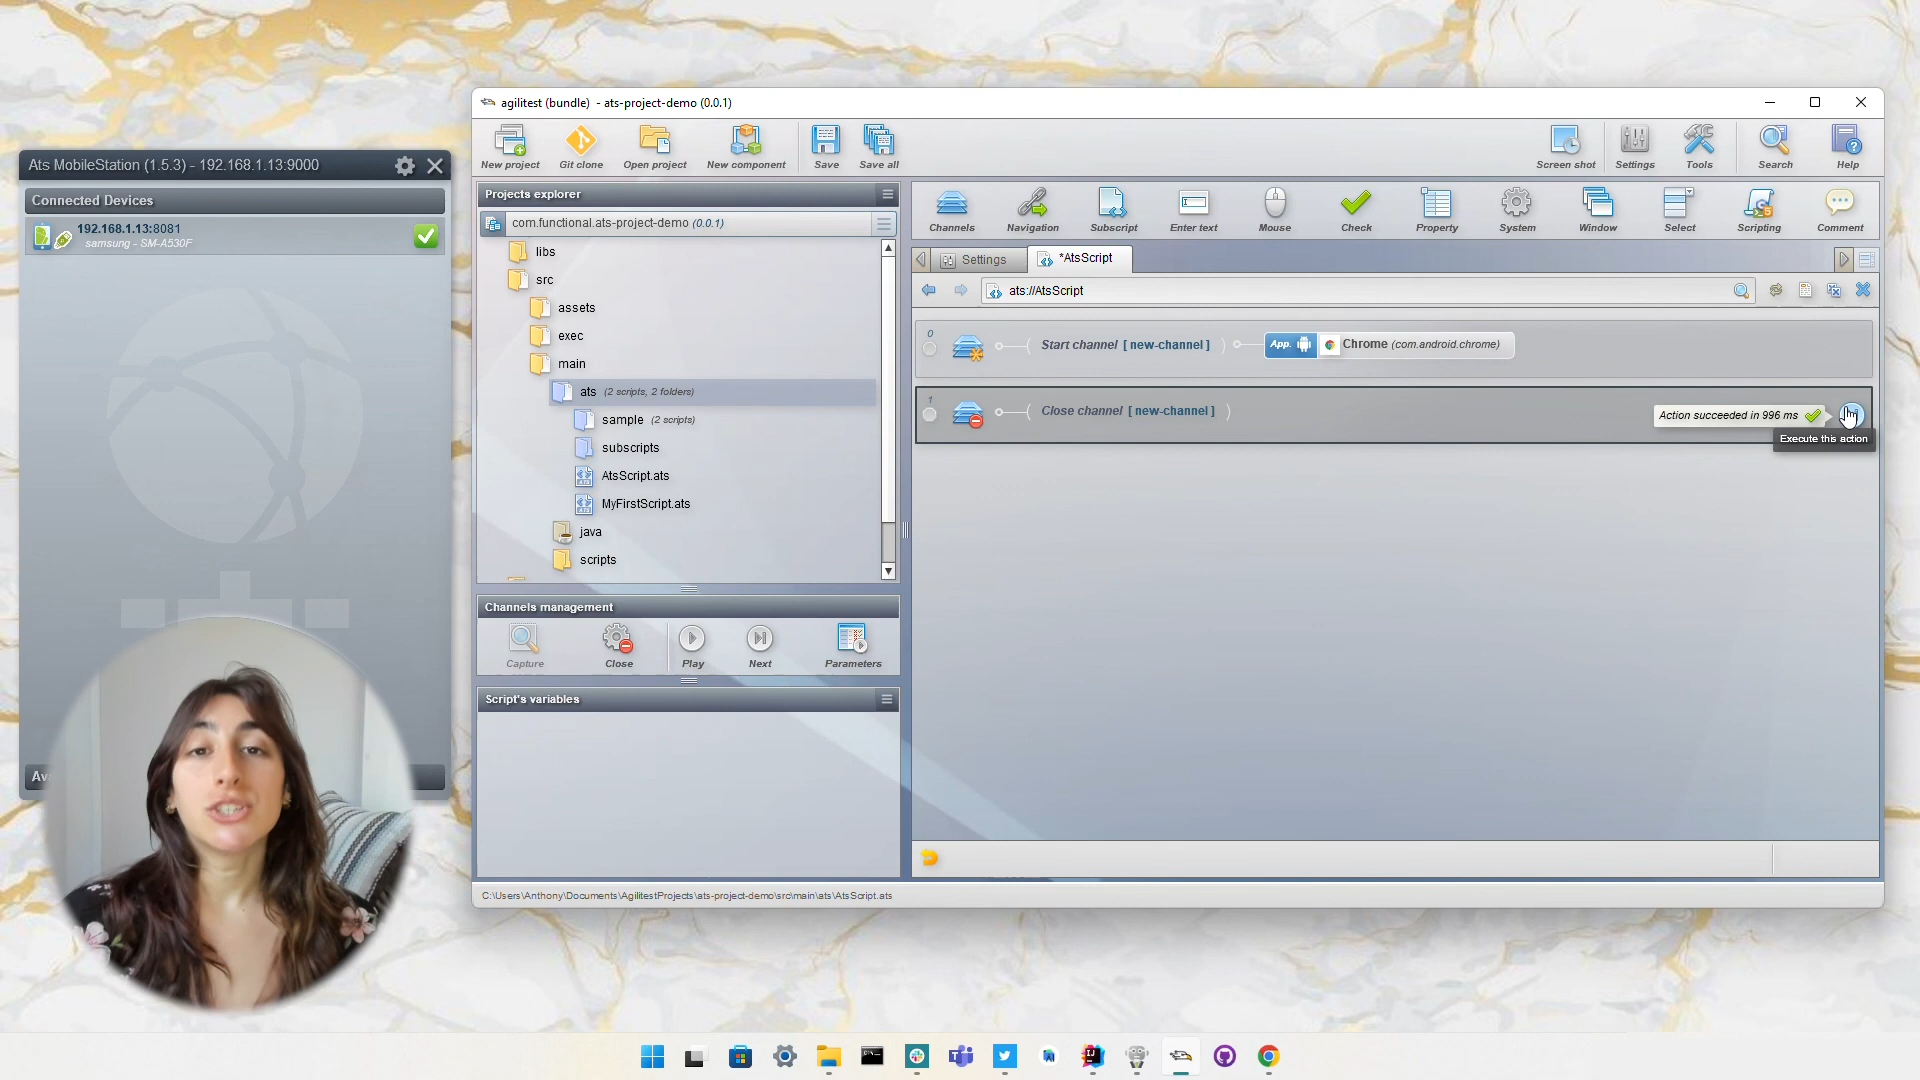 Ats MobileStation (1.5.3) - 192.168.1.13:9000
Connected Devices
192.168.1.13:8081
samsung - SM-A530F
agilitest (bundle) - ats-project-demo (0.0.1)
New project
Git clone
Open project
New component
Save
Save all
Screen shot
Settings
Tools
Search
Help
Projects explorer
com.functional.ats-project-demo (0.0.1)
libs
src
assets
exec
main
ats (2 scripts, 2 folders)
sample (2 scripts)
subscripts
AtsScript.ats
MyFirstScript.ats
java
scripts
Channels management
Capture
Close
Play
Next
Parameters
Script's variables
Channels
Navigation
Subscript
Enter text
Mouse
Check
Property
System
Window
Select
Scripting
Comment
Settings
*AtsScript
ats://AtsScript
0
Start channel [ new-channel ]
App.
Chrome (com.android.chrome)
1
Close channel [ new-channel ]
Action succeeded in 996 ms
Execute this action
C:\Users\Anthony\Documents\AgilitestProjects\ats-project-demo\src\main\ats\AtsScript.ats